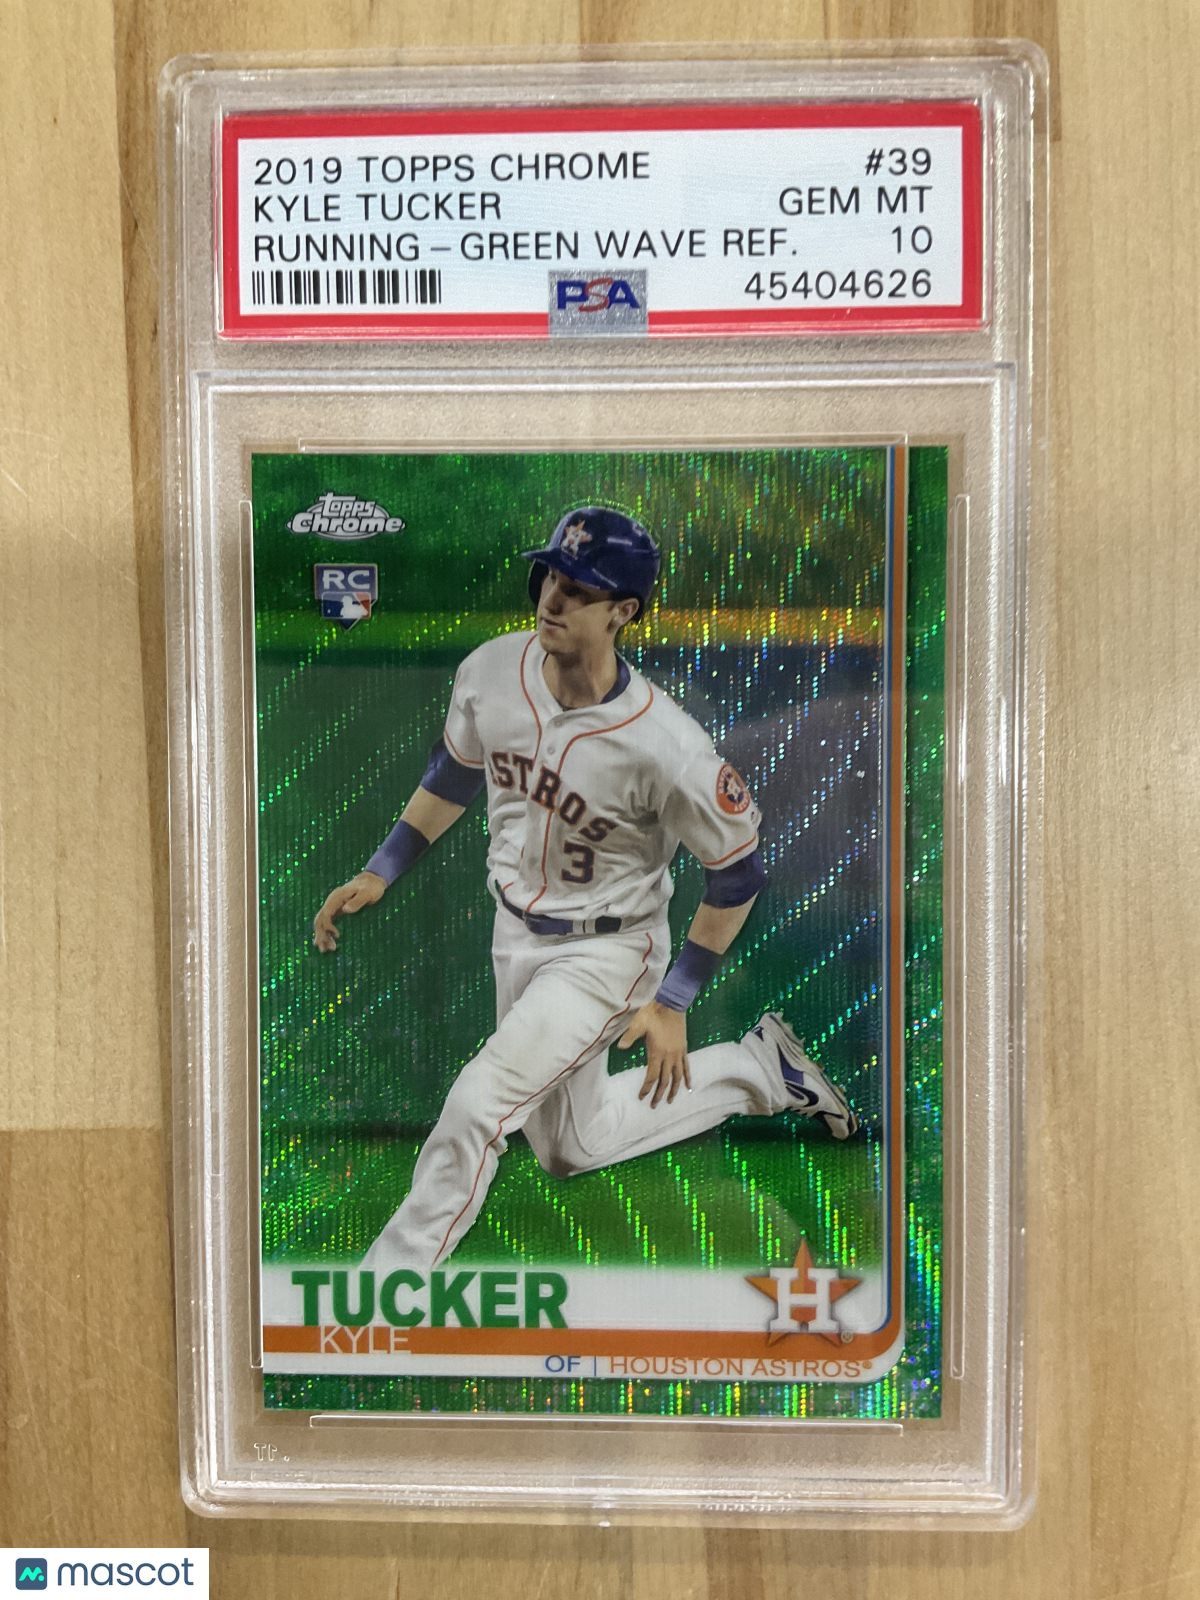 2019 TOPPS CHROME #39
KYLE TUCKER GEM MT
RUNNING-GREEN WAVE REF. 10
PSA 45404626
topps
Chrome
RC
H
ASTROS
3
H
TUCKER
KYLE
OF | HOUSTON ASTROS®
mascot